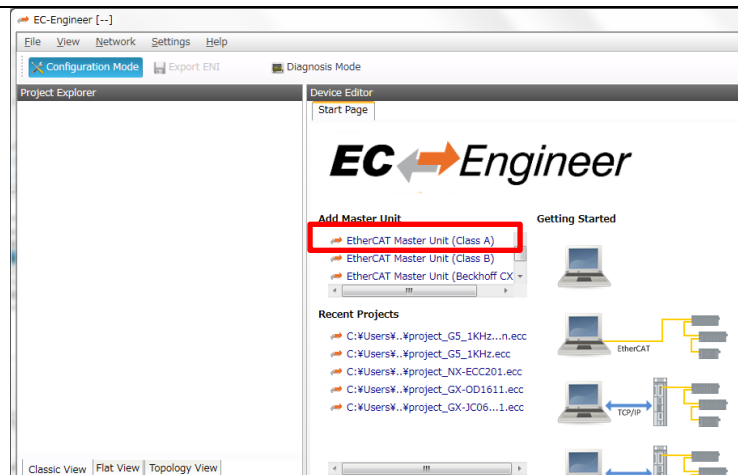 EC-Engineer [--]
File View Network Settings Help
Configuration Mode Export ENI Diagnosis Mode
Project Explorer
Device Editor
Start Page
EC Engineer
Add Master Unit
EtherCAT Master Unit (Class A)
EtherCAT Master Unit (Class B)
EtherCAT Master Unit (Beckhoff CX
Recent Projects
C:¥Users¥..¥project_G5_1KHz...n.ecc
C:¥Users¥..¥project_G5_1KHz.ecc
C:¥Users¥..¥project_NX-ECC201.ecc
C:¥Users¥..¥project_GX-OD1611.ecc
C:¥Users¥..¥project_GX-JC06...1.ecc
Getting Started
EtherCAT
TCP/IP
Classic View Flat View Topology View